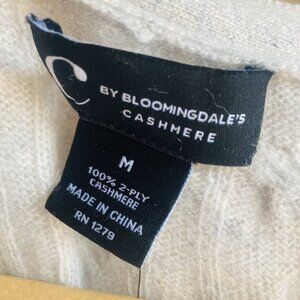 C
BY BLOOMINGDALE'S
CASHMERE
M
100% 2-PLY
CASHMERE
MADE IN CHINA
RN 1279